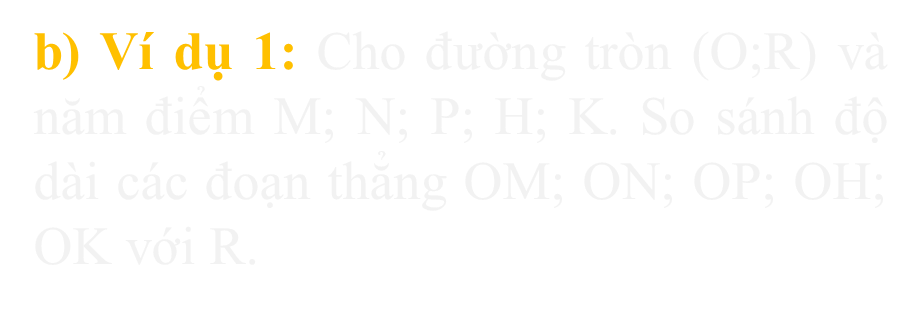 b) Ví dụ 1: Cho đường tròn (O;R) và
năm điểm M; N; P; H; K. So sánh độ
dài các đoạn thẳng OM; ON; OP; OH;
OK với R.